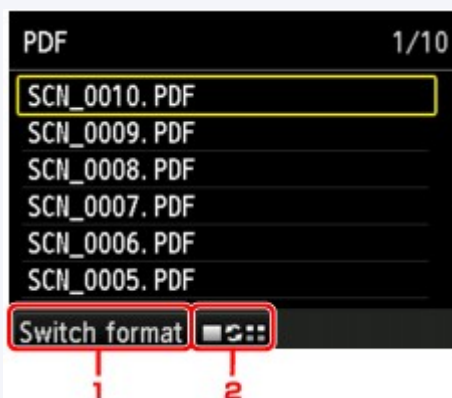 PDF 1/10
SCN_0010.PDF
SCN_0009.PDF
SCN_0008.PDF
SCN_0007.PDF
SCN_0006.PDF
SCN_0005.PDF
Switch format
1 2